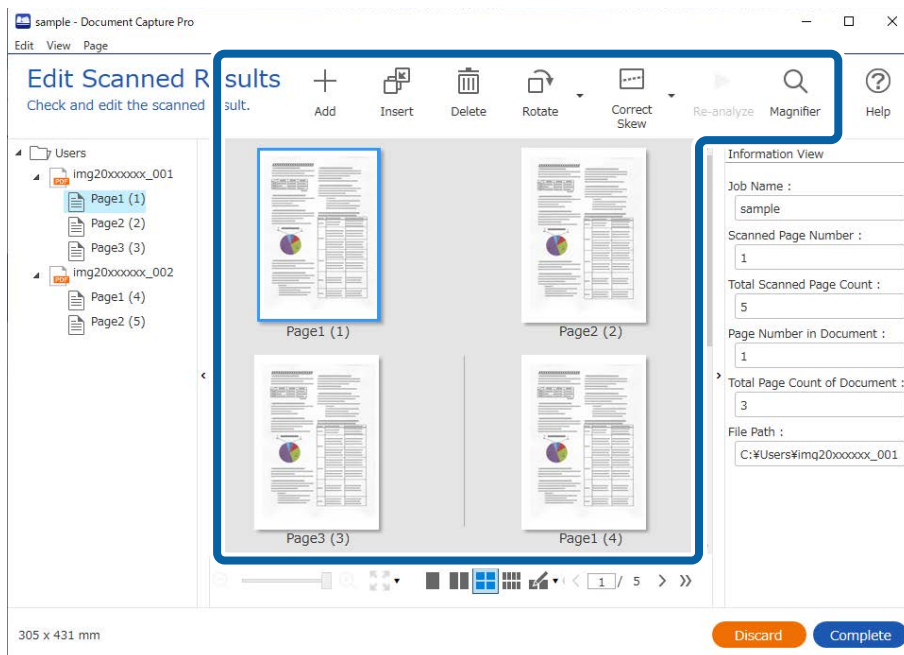 sample - Document Capture Pro
Edit View Page
Edit Scanned Results
Check and edit the scanned result.
Add
Insert
Delete
Rotate
Correct Skew
Re-analyze
Magnifier
Help
Users
img20xxxxxx_001
Page1 (1)
Page2 (2)
Page3 (3)
img20xxxxxx_002
Page1 (4)
Page2 (5)
Page1 (1)
Page2 (2)
Page3 (3)
Page1 (4)
Information View
Job Name :
sample
Scanned Page Number :
1
Total Scanned Page Count :
5
Page Number in Document :
1
Total Page Count of Document :
3
File Path :
C:¥Users¥img20xxxxxx_001
1 / 5
305 x 431 mm
Discard
Complete